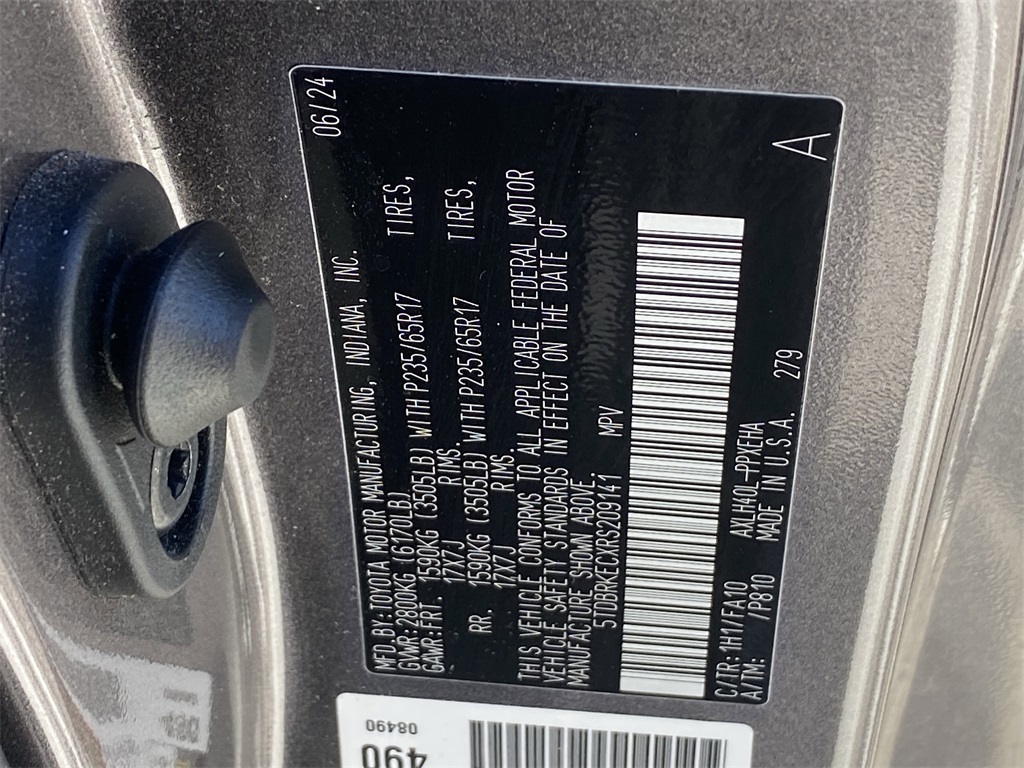 MFD.BY:TOYOTA MOTOR MANUFACTURING, INDIANA, INC. 06/24
GVWR:2800KG (6170LB)
GAWR:FRT. 1590KG (3505LB) WITH P235/65R17 TIRES,
17X7J RIMS.
RR. 1590KG (3505LB) WITH P235/65R17 TIRES,
17X7J RIMS.
THIS VEHICLE CONFORMS TO ALL APPLICABLE FEDERAL MOTOR
VEHICLE SAFETY STANDARDS IN EFFECT ON THE DATE OF
MANUFACTURE SHOWN ABOVE.
5TDBRKECXRS209141 MPV
C/TR:1H1/FA10 AXLH40L-PPXEHA 279 A
A/TM: /P810 MADE IN U.S.A.
08490
490